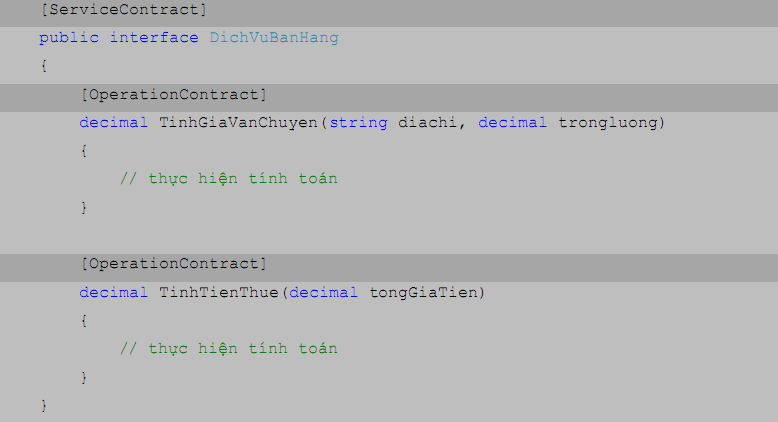 [ServiceContract]
public interface DichVuBanHang
{
[OperationContract]
decimal TinhGiaVanChuyen(string diachi, decimal trongluong)
{
// thực hiện tính toán
}
[OperationContract]
decimal TinhTienThue(decimal tongGiaTien)
{
// thực hiện tính toán
}
}